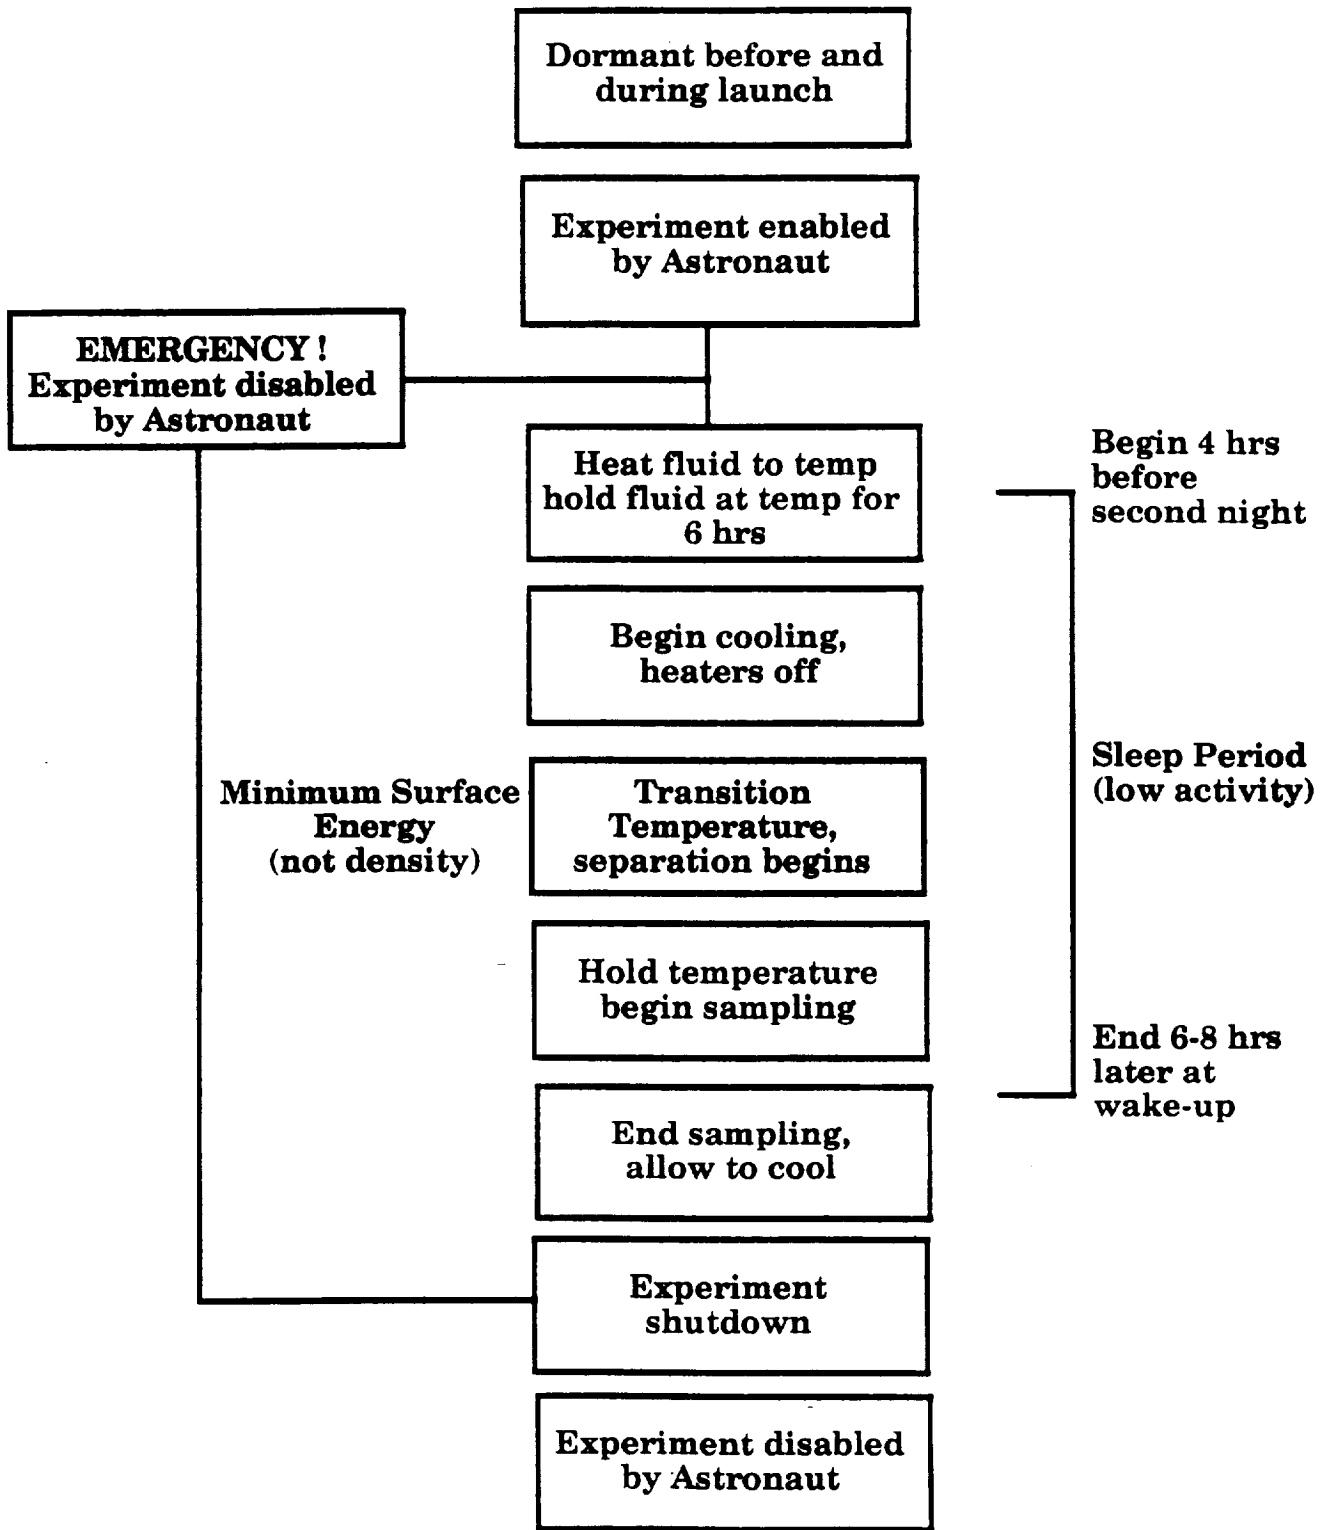 Dormant before and
during launch
Experiment enabled
by Astronaut
EMERGENCY !
Experiment disabled
by Astronaut
Heat fluid to temp
hold fluid at temp for
6 hrs
Begin 4 hrs
before
second night
Begin cooling,
heaters off
Sleep Period
(low activity)
Minimum Surface
Energy
(not density)
Transition
Temperature,
separation begins
Hold temperature
begin sampling
End 6-8 hrs
later at
wake-up
End sampling,
allow to cool
Experiment
shutdown
Experiment disabled
by Astronaut